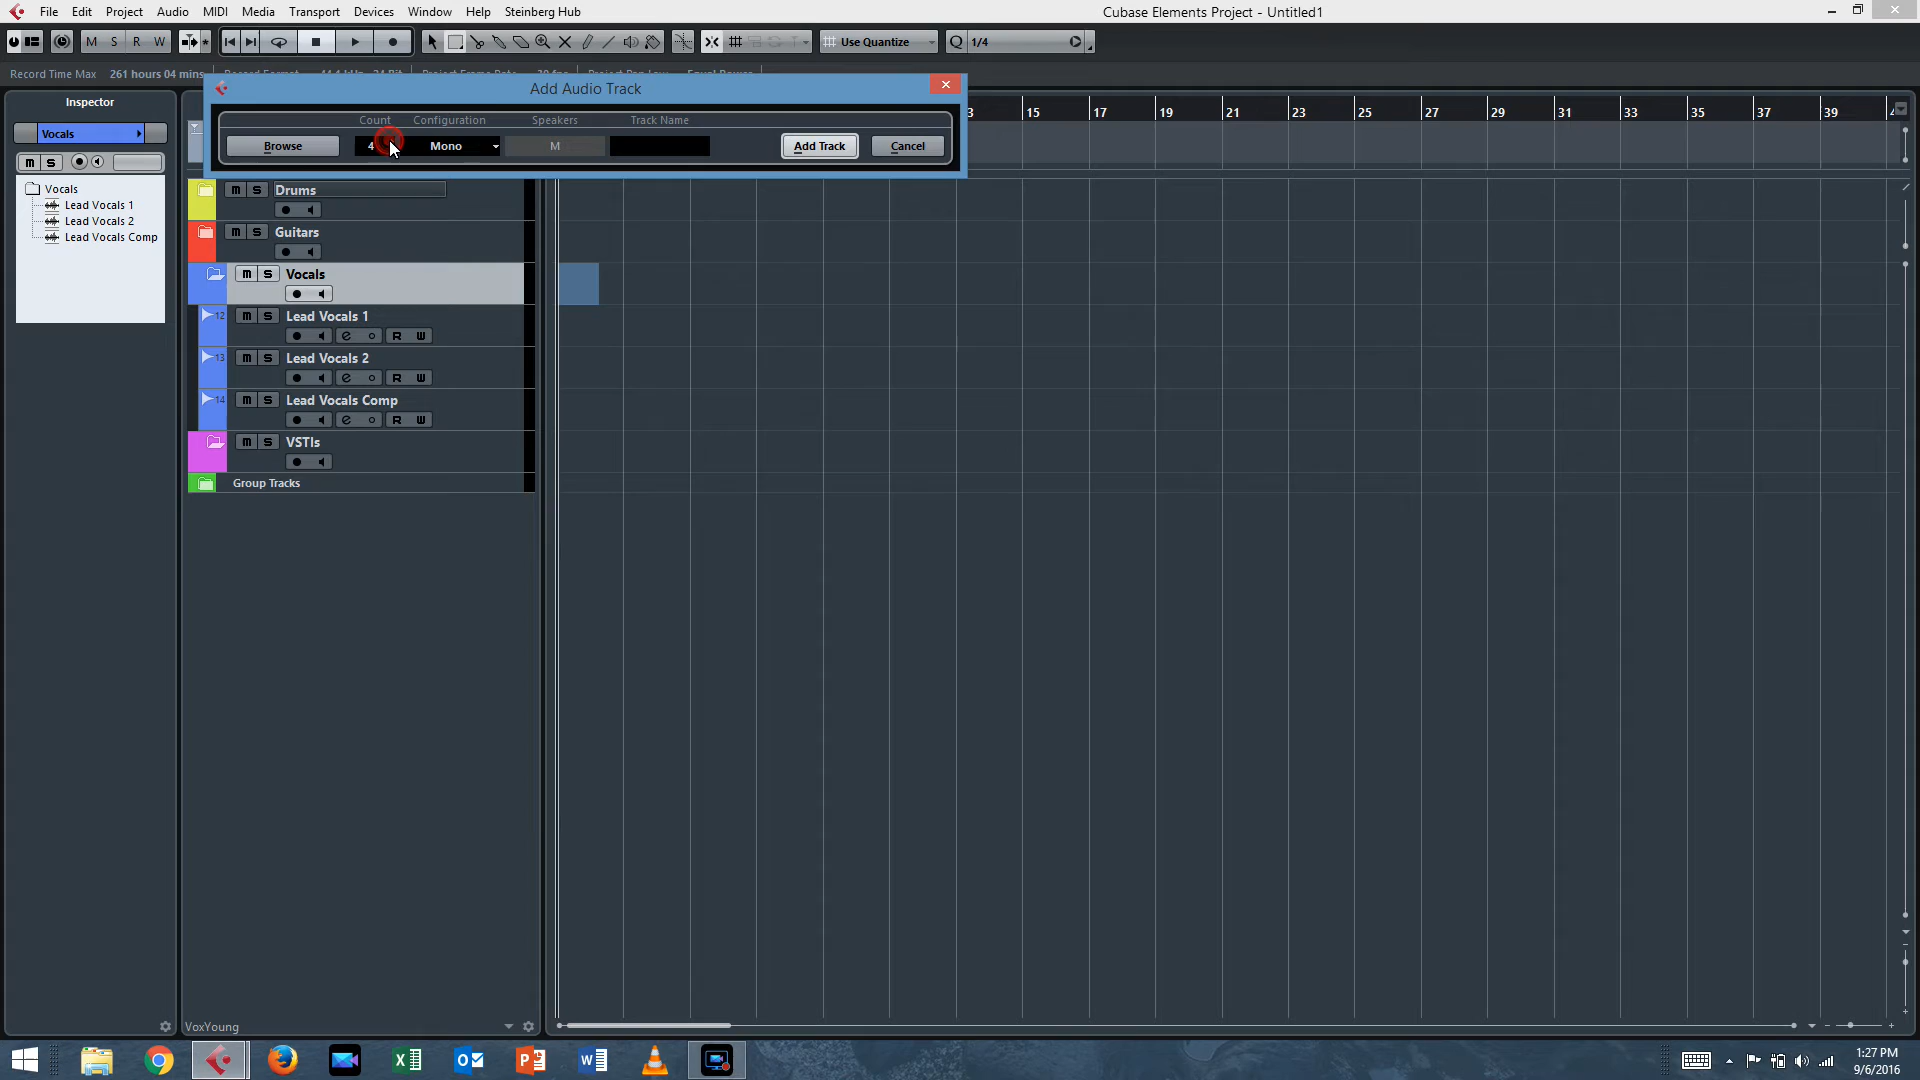 File Edit Project Audio MIDI Media Transport Devices Window Help Steinberg Hub
Cubase Elements Project - Untitled1
M S R W
Use Quantize
Q 1/4
Record Time Max 261 hours 04 mins
Inspector
Add Audio Track
Count Configuration Speakers Track Name
Browse 4 Mono M Add Track Cancel
15 17 19 21 23 25 27 29 31 33 35 37 39
Vocals
m S
Vocals
Lead Vocals 1
Lead Vocals 2
Lead Vocals Comp
m S Drums
m S Guitars
m S Vocals
12 m S Lead Vocals 1
e R W
13 m S Lead Vocals 2
e R W
14 m S Lead Vocals Comp
e R W
m S VSTIs
Group Tracks
VoxYoung
1:27 PM
9/6/2016